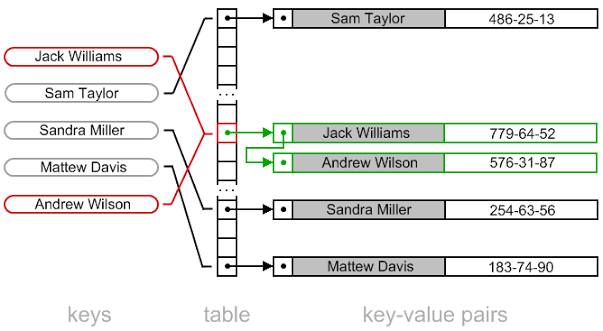 Sam Taylor 486-25-13
Jack Williams
Sam Taylor
Sandra Miller
Mattew Davis
Andrew Wilson
...
Jack Williams 779-64-52
Andrew Wilson 576-31-87
...
Sandra Miller 254-63-56
Mattew Davis 183-74-90
keys table key-value pairs